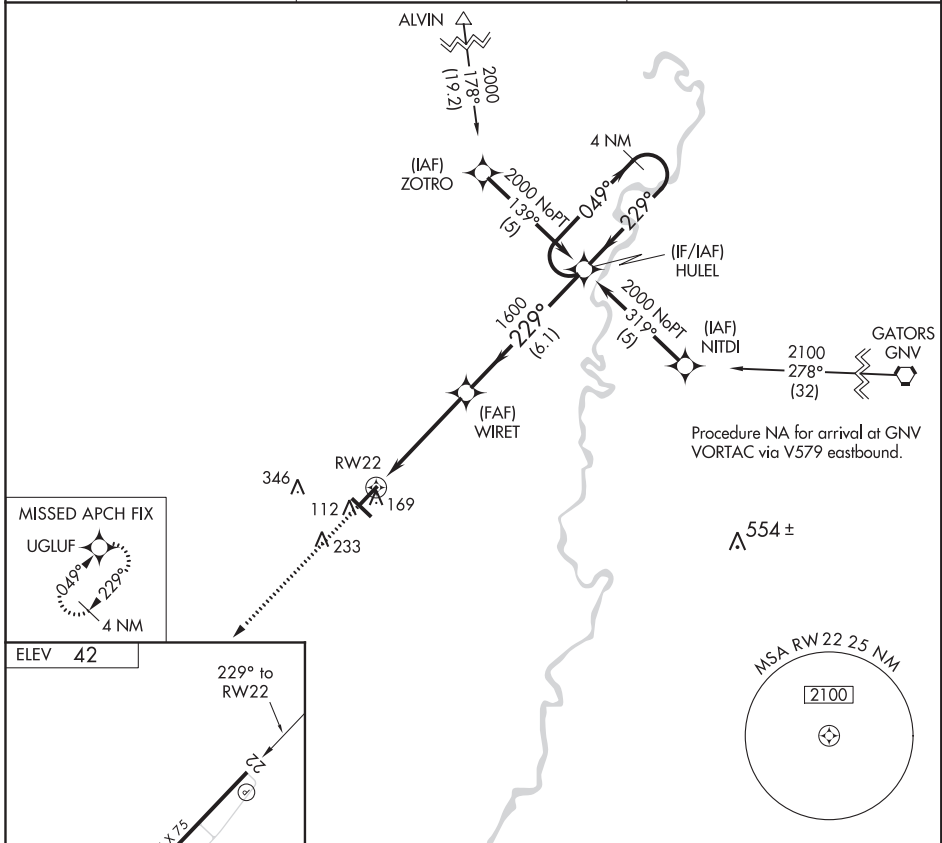 ALVIN
2000
178°
(19.2)
4 NM
(IAF)
ZOTRO
2000 NoPT
139°
(5)
049°
229°
(IF/IAF)
HULEL
2000 NoPT
319°
(5)
(IAF)
NITDI
GATORS
GNV
2100
278°
(32)
1600
229°
(6.1)
(FAF)
WIRET
Procedure NA for arrival at GNV
VORTAC via V579 eastbound.
RW22
346
112
169
233
554 ±
MISSED APCH FIX
UGLUF
049°
229°
4 NM
ELEV 42
229° to
RW22
22
P
X 75
MSA RW 22 25 NM
2100